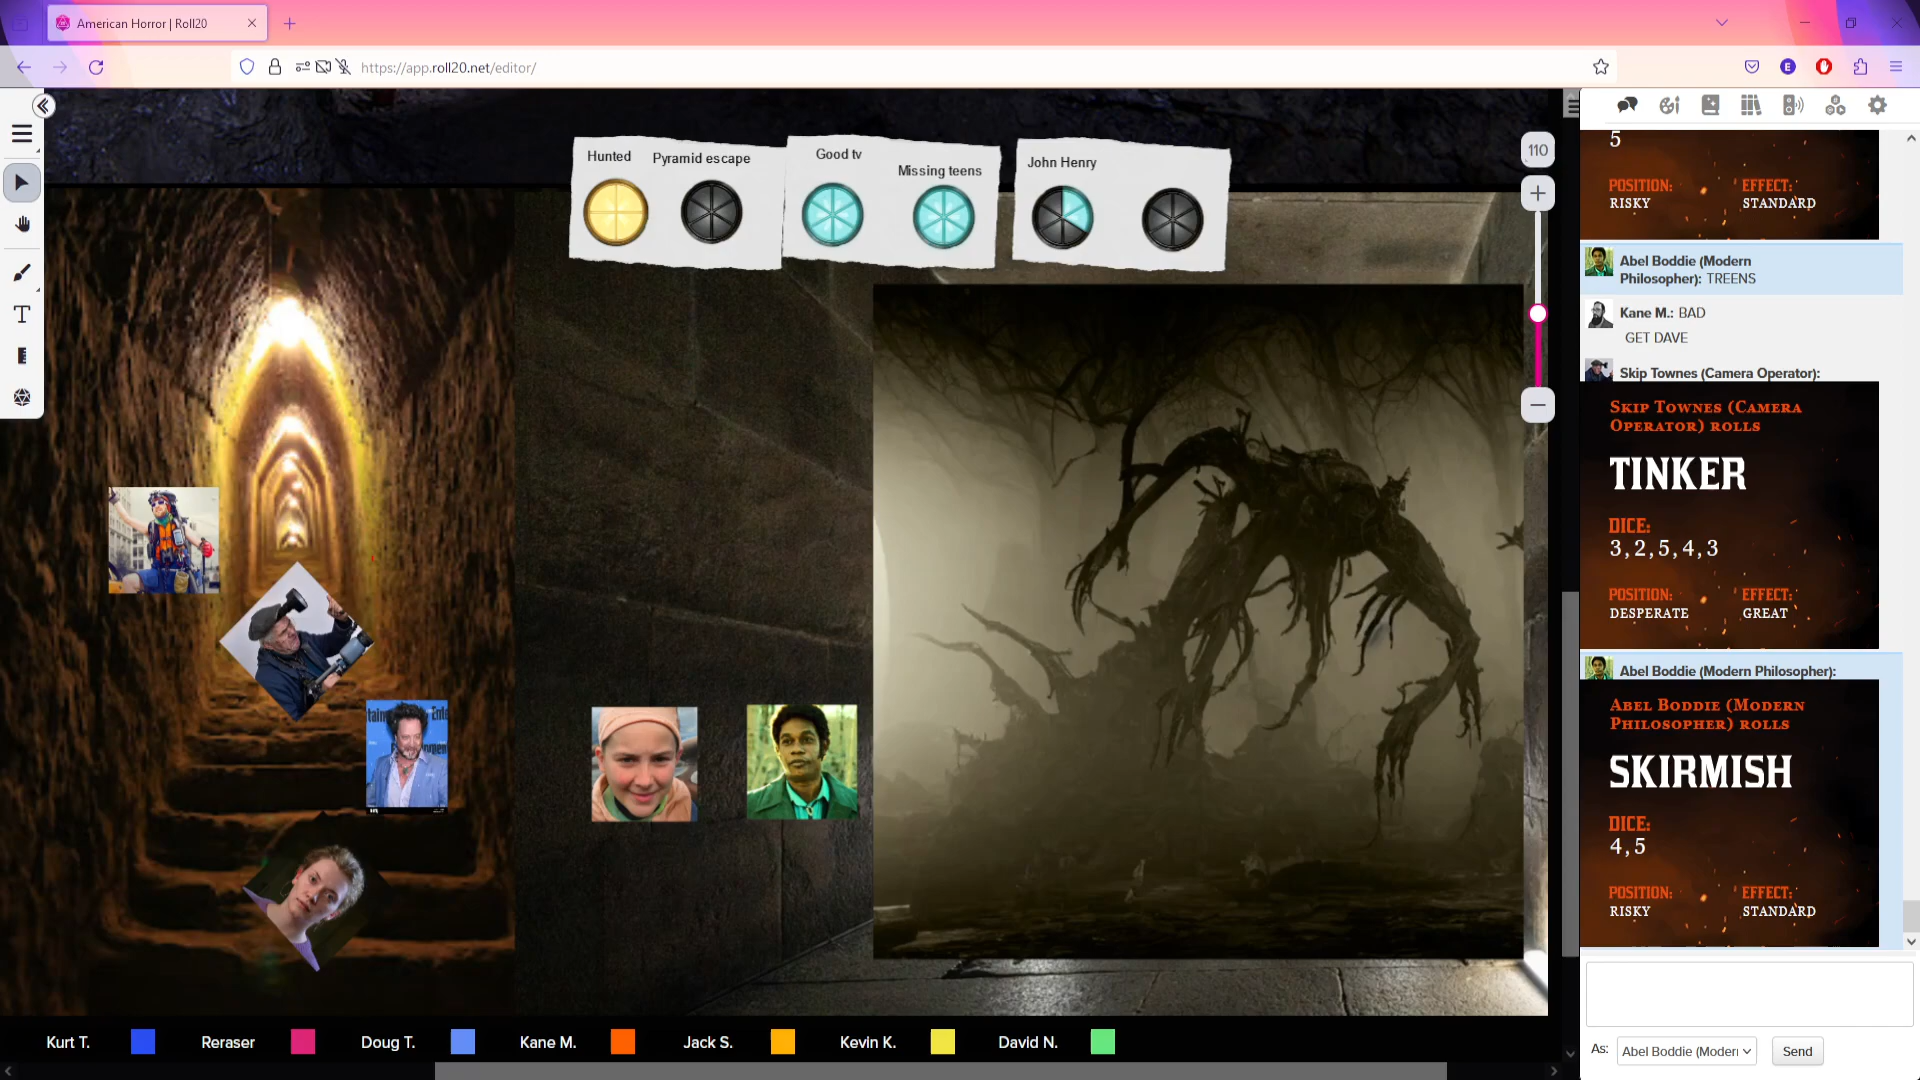 American Horror | Roll20
https://app.roll20.net/editor/
E
Hunted
Pyramid escape
Good tv
Missing teens
John Henry
110
5
POSITION:
EFFECT:
RISKY
STANDARD
Abel Boddie (Modern
Philosopher): TREENS
Kane M.: BAD
GET DAVE
Skip Townes (Camera Operator):
Skip Townes (Camera
Operator) rolls
TINKER
DICE:
3,2,5,4,3
POSITION:
EFFECT:
DESPERATE
GREAT
Abel Boddie (Modern Philosopher):
Abel Boddie (Modern
Philosopher) rolls
SKIRMISH
DICE:
4,5
POSITION:
EFFECT:
RISKY
STANDARD
Kurt T.
Reraser
Doug T.
Kane M.
Jack S.
Kevin K.
David N.
As:
Abel Boddie (Moder
Send